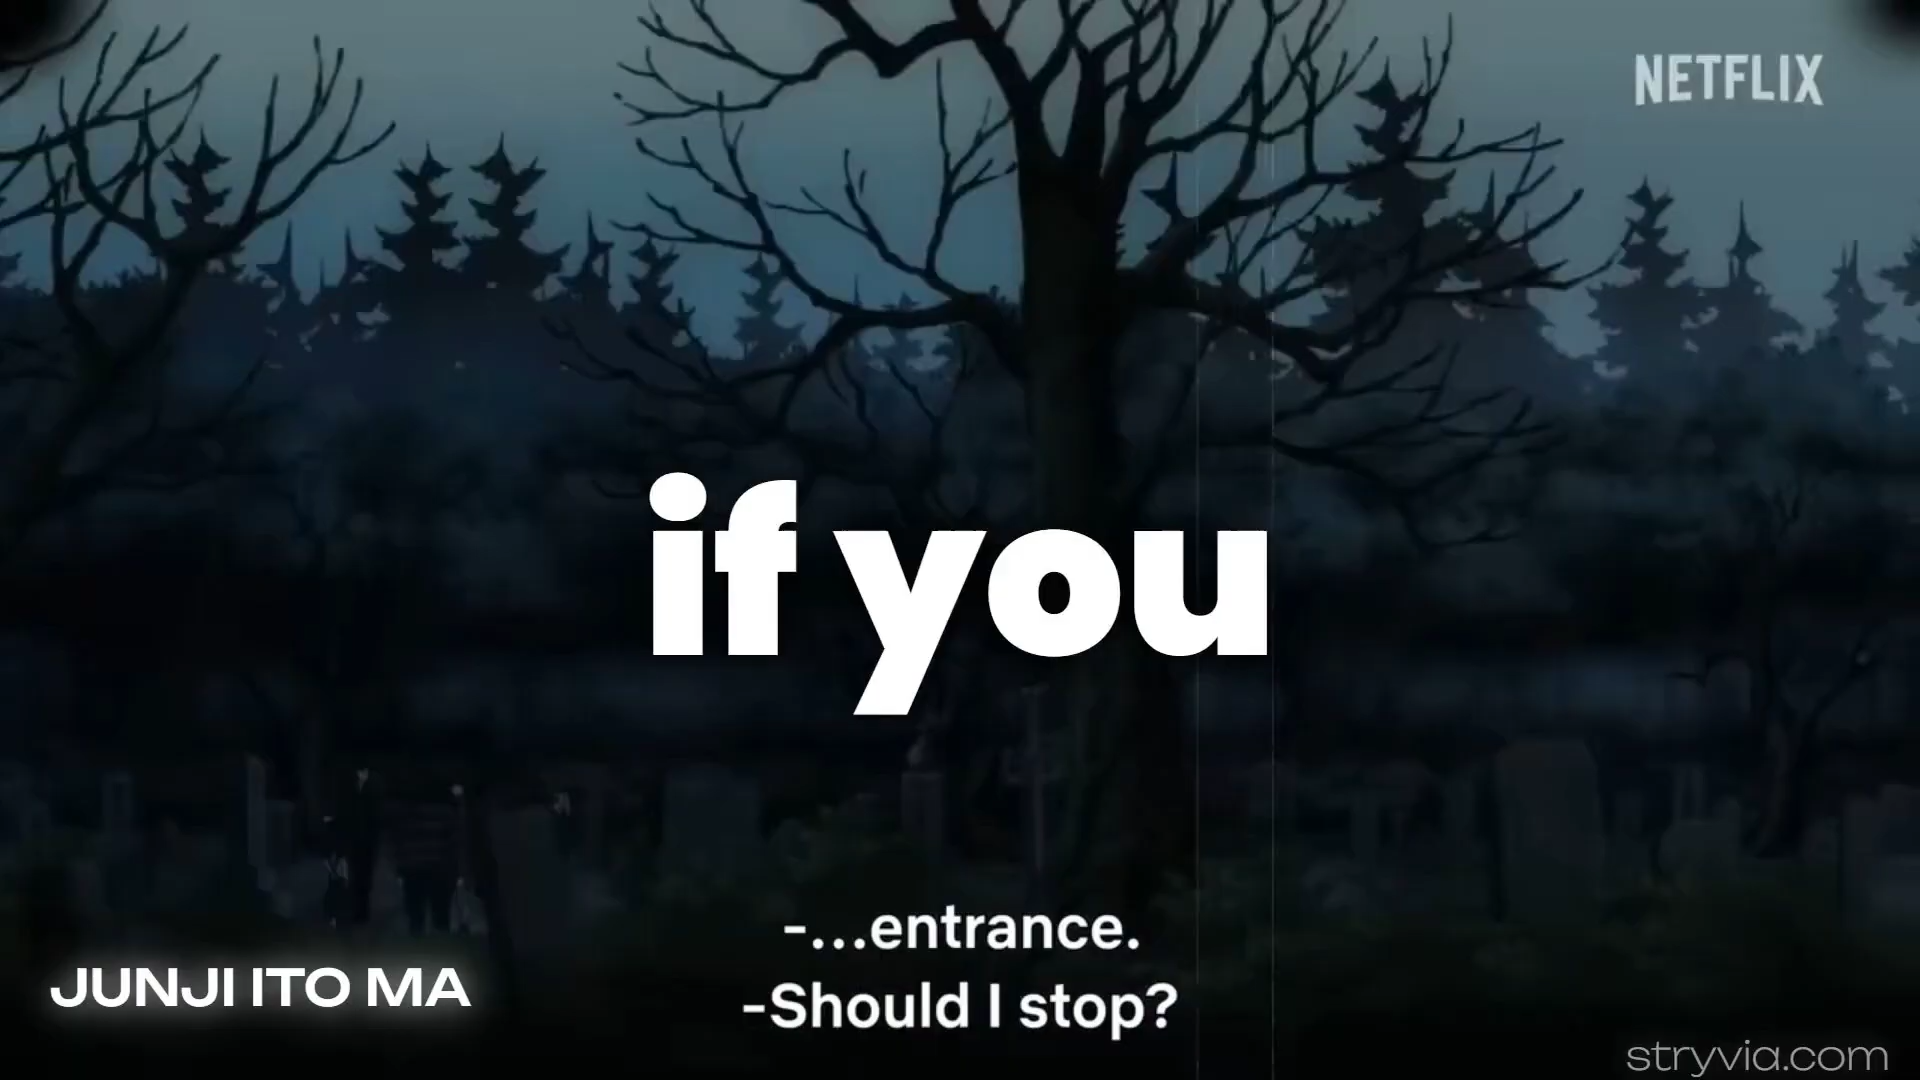 NETFLIX
if you
-...entrance.
-Should I stop?
JUNJI ITO MA
stryvia.com